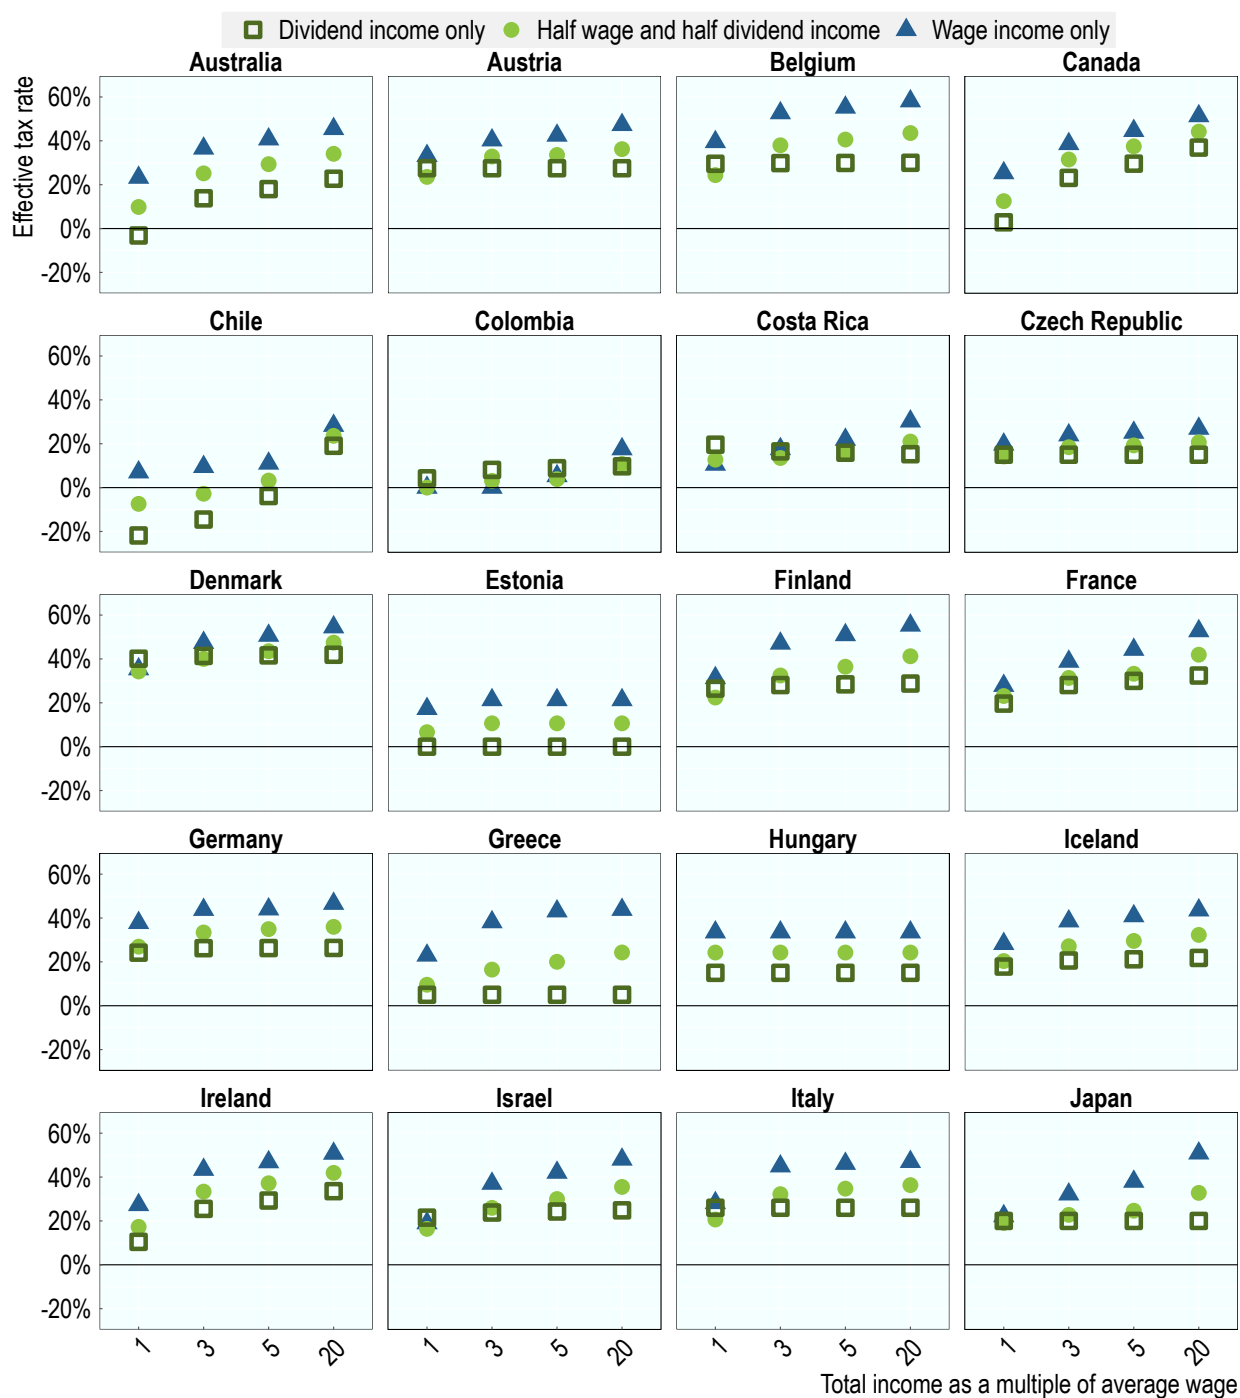 Dividend income only Half wage and half dividend income Wage income only
Australia Austria Belgium Canada
Effective tax rate
60%
40%
20%
0%
-20%
Chile Colombia Costa Rica Czech Republic
60%
40%
20%
0%
-20%
Denmark Estonia Finland France
60%
40%
20%
0%
-20%
Germany Greece Hungary Iceland
60%
40%
20%
0%
-20%
Ireland Israel Italy Japan
60%
40%
20%
0%
-20%
1 3 5 20 1 3 5 20 1 3 5 20 1 3 5 20
Total income as a multiple of average wage